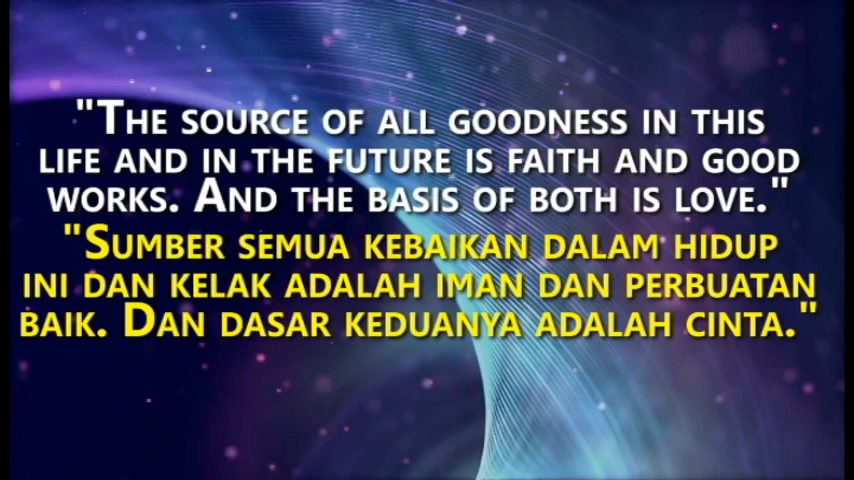 "The source of all goodness in this
life and in the future is faith and good
works. And the basis of both is love."
"Sumber semua kebaikan dalam hidup
ini dan kelak adalah iman dan perbuatan
baik. Dan dasar keduanya adalah cinta."